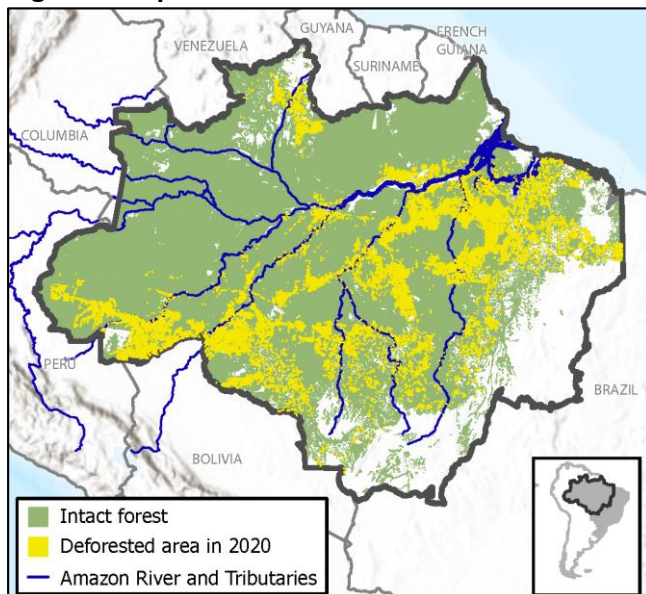 GUYANA
FRENCH
GUIANA
VENEZUELA
SURINAME
COLUMBIA
PERU
BRAZIL
BOLIVIA
Intact forest
Deforested area in 2020
Amazon River and Tributaries